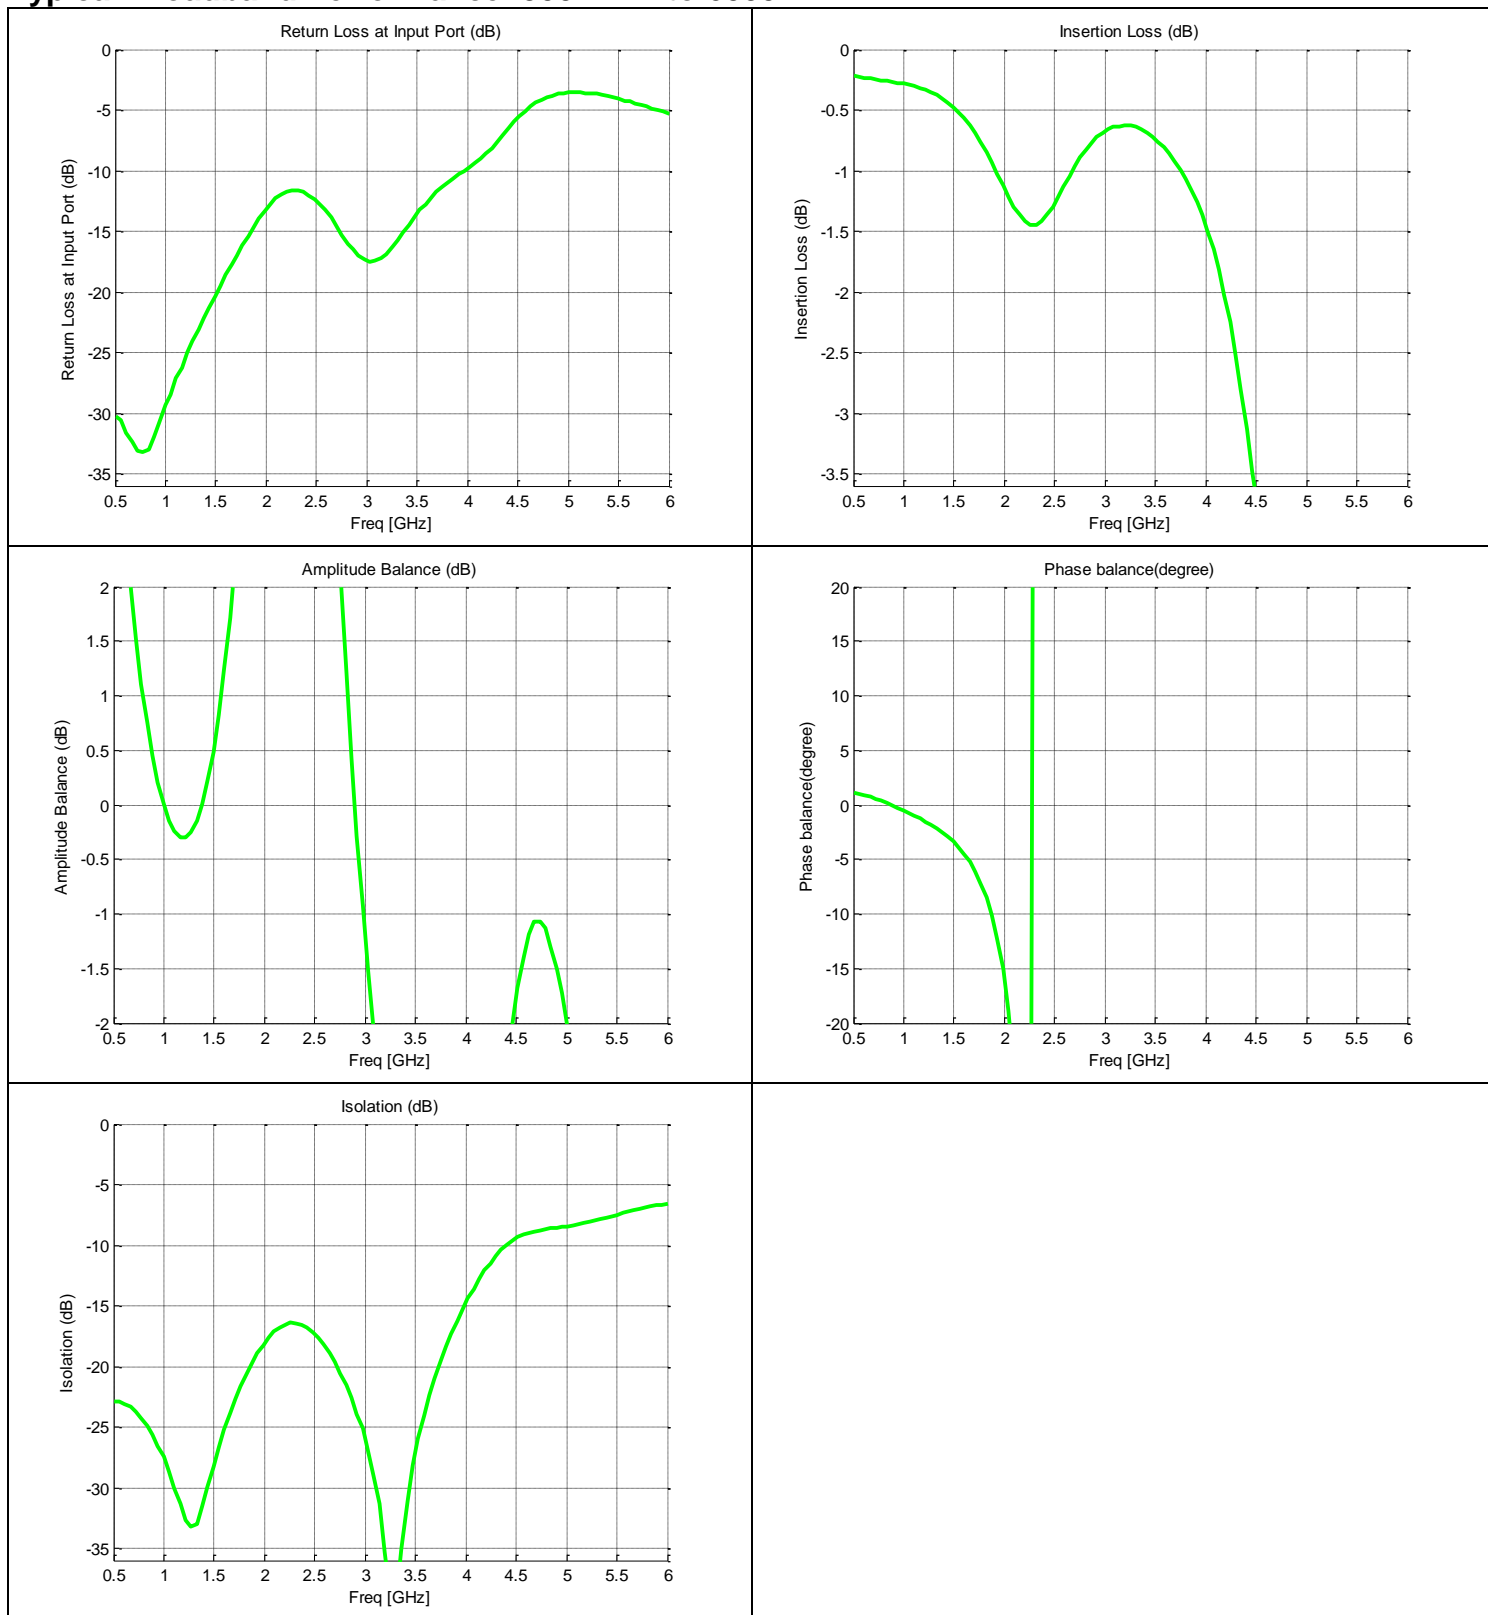 Return Loss at Input Port (dB)
Return Loss at Input Port (dB)
0
-5
-10
-15
-20
-25
-30
-35
0.5 1 1.5 2 2.5 3 3.5 4 4.5 5 5.5 6
Freq [GHz]
Insertion Loss (dB)
Insertion Loss (dB)
0
-0.5
-1
-1.5
-2
-2.5
-3
-3.5
0.5 1 1.5 2 2.5 3 3.5 4 4.5 5 5.5 6
Freq [GHz]
Amplitude Balance (dB)
Amplitude Balance (dB)
2
1.5
1
0.5
0
-0.5
-1
-1.5
-2
0.5 1 1.5 2 2.5 3 3.5 4 4.5 5 5.5 6
Freq [GHz]
Phase balance(degree)
Phase balance(degree)
20
15
10
5
0
-5
-10
-15
-20
0.5 1 1.5 2 2.5 3 3.5 4 4.5 5 5.5 6
Freq [GHz]
Isolation (dB)
Isolation (dB)
0
-5
-10
-15
-20
-25
-30
-35
0.5 1 1.5 2 2.5 3 3.5 4 4.5 5 5.5 6
Freq [GHz]